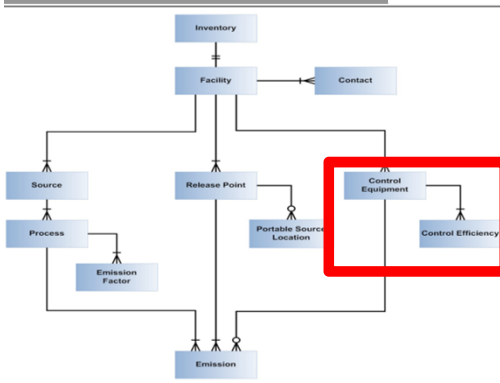 Inventory
Facility
Contact
Source
Release Point
Control
Equipment
Process
Portable Source
Location
Control Efficiency
Emission
Factor
Emission